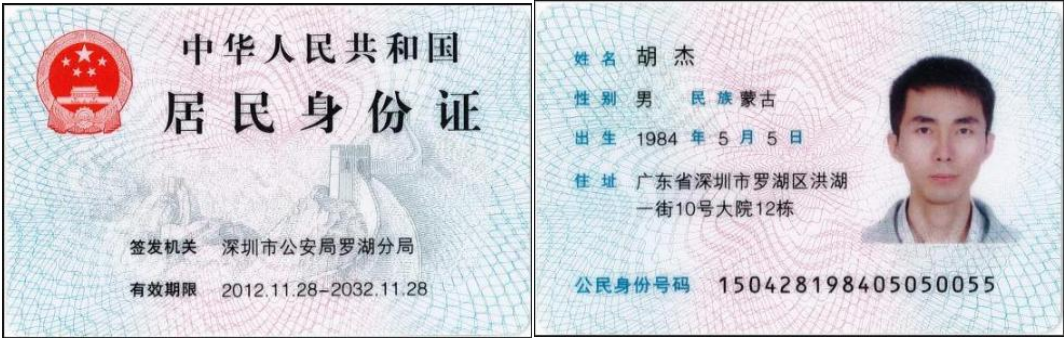 中华人民共和国
居民身份证
签发机关 深圳市公安局罗湖分局
有效期限 2012.11.28-2032.11.28
姓名 胡杰
性别 男 民族 蒙古
出生 1984 年 5 月 5 日
住址 广东省深圳市罗湖区洪湖
一街10号大院12栋
公民身份号码 150428198405050055